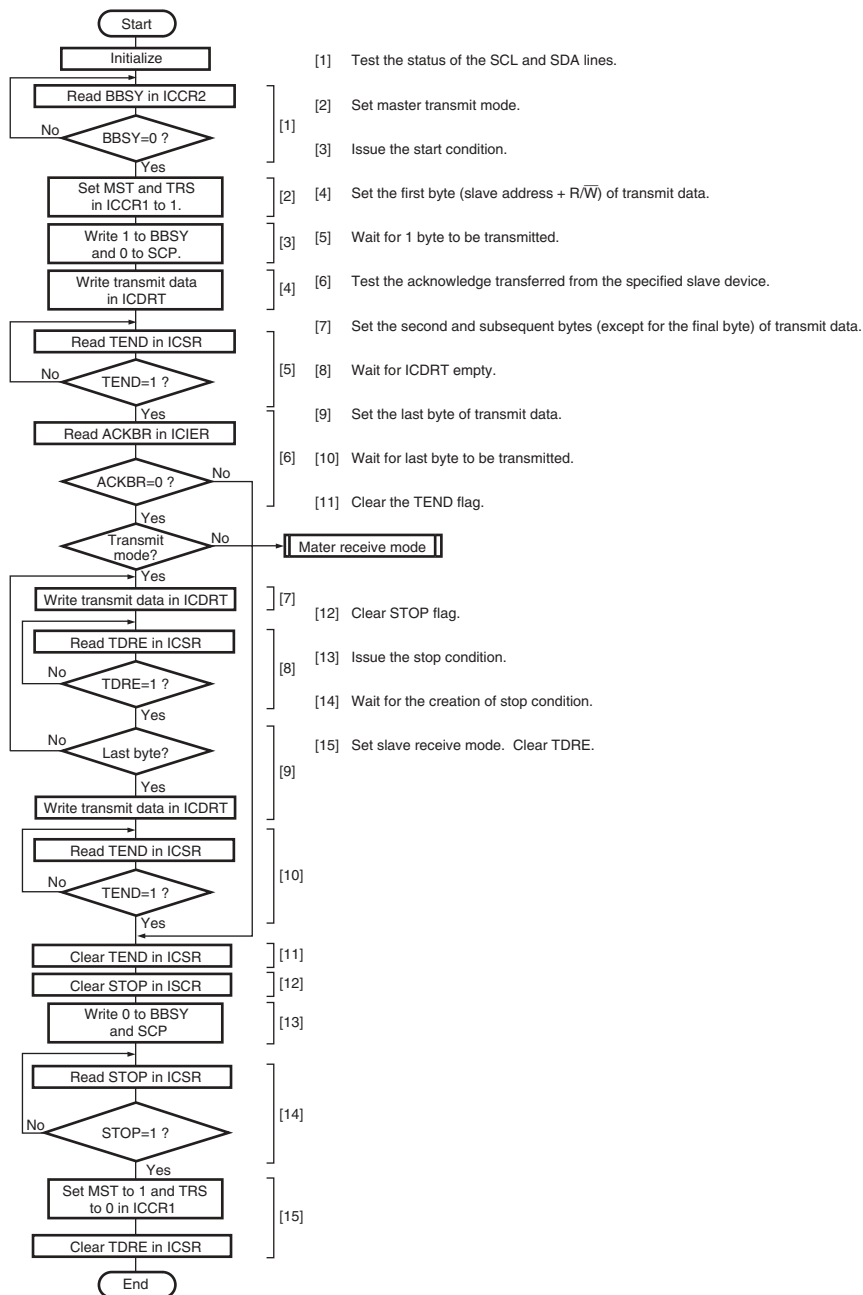 Start
Initialize
Read BBSY in ICCR2
No
BBSY=0 ?
[1]
Yes
Set MST and TRS
in ICCR1 to 1.
[2]
Write 1 to BBSY
and 0 to SCP.
[3]
Write transmit data
in ICDRT
[4]
Read TEND in ICSR
No
TEND=1 ?
[5]
Yes
Read ACKBR in ICIER
[6]
No
ACKBR=0 ?
Yes
Transmit
mode?
No
Mater receive mode
Yes
Write transmit data in ICDRT
[7]
Read TDRE in ICSR
No
TDRE=1 ?
[8]
Yes
No
Last byte?
[9]
Yes
Write transmit data in ICDRT
Read TEND in ICSR
No
TEND=1 ?
[10]
Yes
Clear TEND in ICSR
[11]
Clear STOP in ISCR
[12]
Write 0 to BBSY
and SCP
[13]
Read STOP in ICSR
No
STOP=1 ?
[14]
Yes
Set MST to 1 and TRS
to 0 in ICCR1
[15]
Clear TDRE in ICSR
End
[1] Test the status of the SCL and SDA lines.
[2] Set master transmit mode.
[3] Issue the start condition.
[4] Set the first byte (slave address + R/W̅) of transmit data.
[5] Wait for 1 byte to be transmitted.
[6] Test the acknowledge transferred from the specified slave device.
[7] Set the second and subsequent bytes (except for the final byte) of transmit data.
[8] Wait for ICDRT empty.
[9] Set the last byte of transmit data.
[10] Wait for last byte to be transmitted.
[11] Clear the TEND flag.
[12] Clear STOP flag.
[13] Issue the stop condition.
[14] Wait for the creation of stop condition.
[15] Set slave receive mode. Clear TDRE.